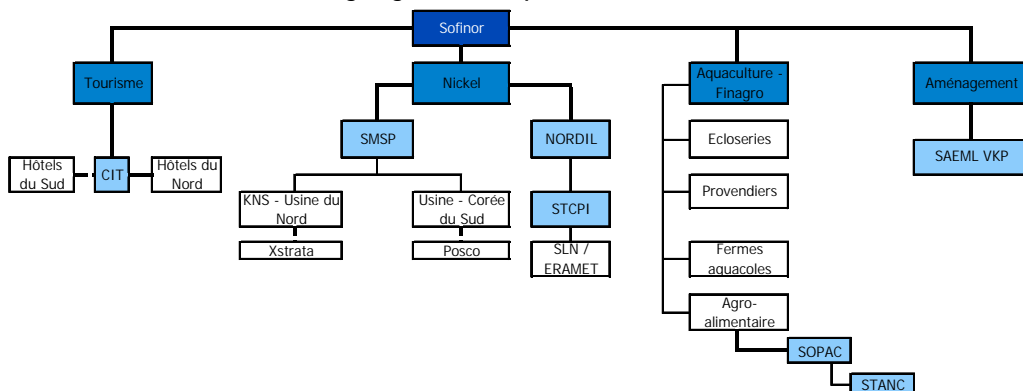 Sofinor
Tourisme
Nickel
Aquaculture -
Finagro
Aménagement
SMSP
NORDIL
Ecloseries
SAEML VKP
Hôtels
du Sud
CIT
Hôtels du
Nord
Provendiers
KNS - Usine du
Nord
Usine - Corée
du Sud
STCPI
Xstrata
Posco
SLN /
ERAMET
Fermes
aquacoles
Agro-
alimentaire
SOPAC
STANC